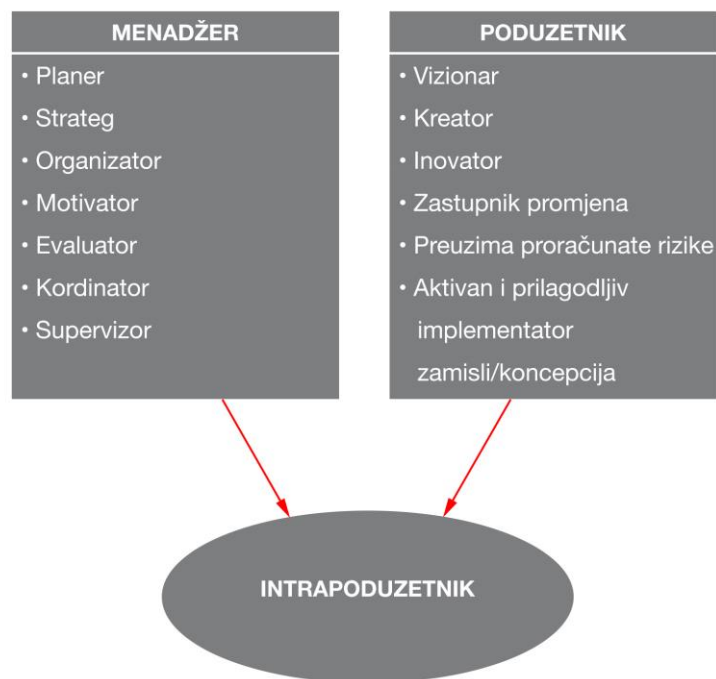 MENADŽER
• Planer
• Strateg
• Organizator
• Motivator
• Evaluator
• Kordinator
• Supervizor
PODUZETNIK
• Vizionar
• Kreator
• Inovator
• Zastupnik promjena
• Preuzima proračunate rizike
• Aktivan i prilagodljiv
implementator
zamisli/koncepcija
INTRAPODUZETNIK